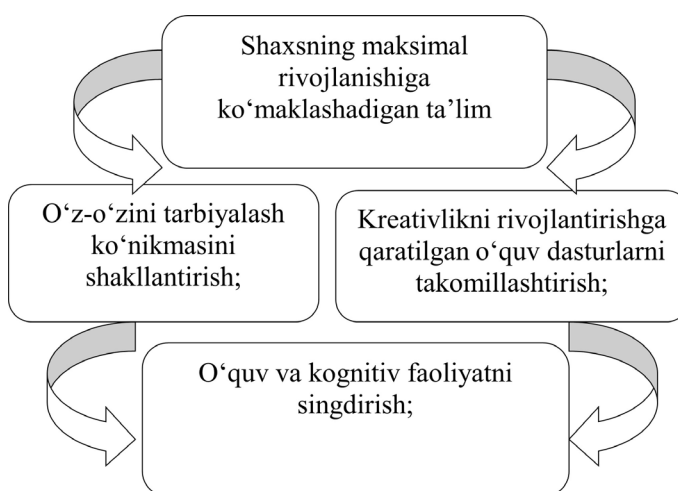 Shaxsning maksimal
rivojlanishiga
ko‘maklashadigan ta’lim
O‘z-o‘zini tarbiyalash
ko‘nikmasini
shakllantirish;
Kreativlikni rivojlantirishga
qaratilgan o‘quv dasturlarni
takomillashtirish;
O‘quv va kognitiv faoliyatni
singdirish;